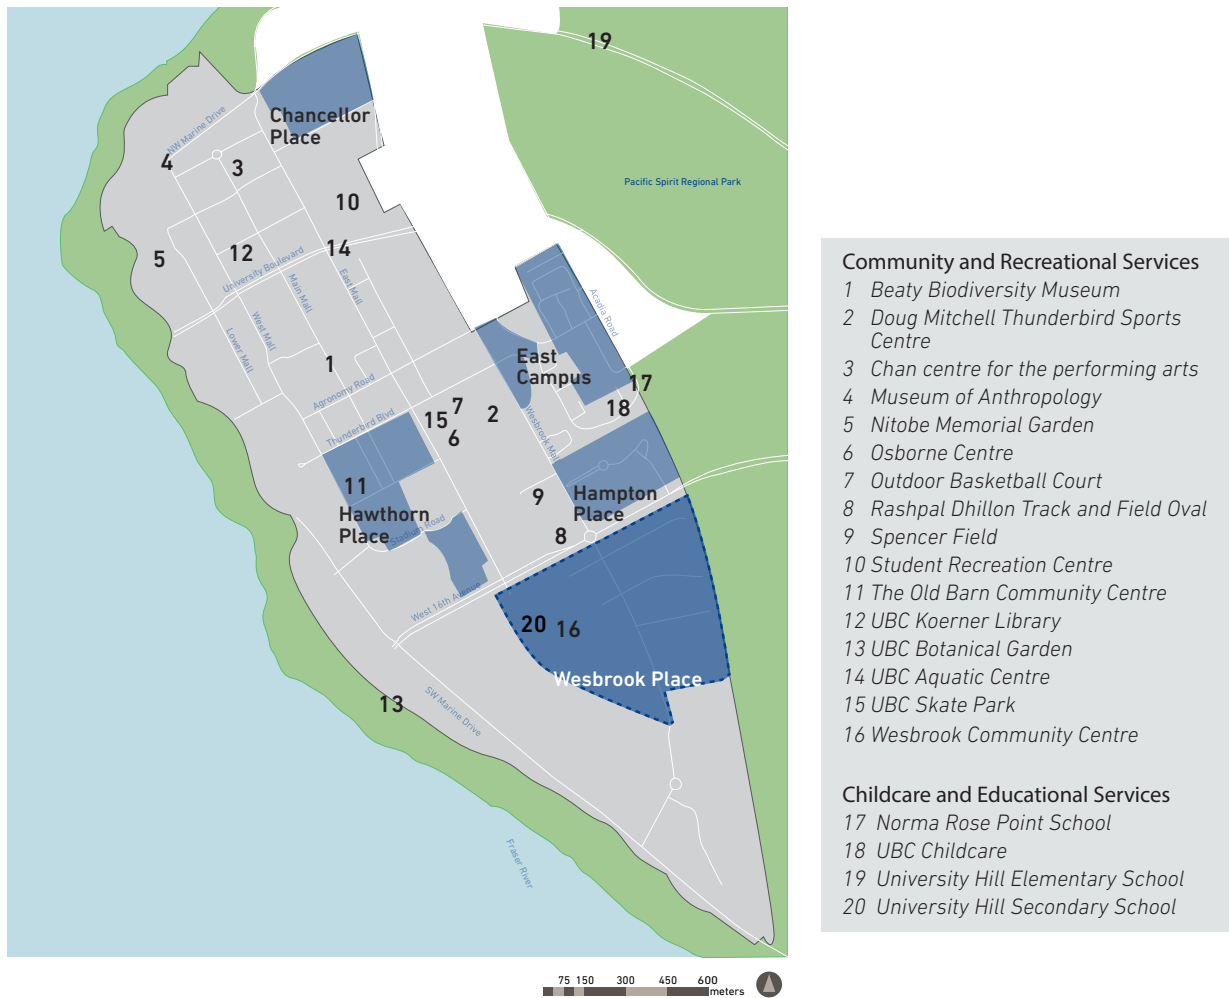 19
Chancellor
Place
NW Marine Drive
4
3
Pacific Spirit Regional Park
10
5
12
14
University Boulevard
Main Mall
East Mall
Acadia Road
West Mall
Lower Mall
1
East
Campus
Agronomy Road
17
18
7
15
2
6
Thunderbird Blvd
Wesbrook Mall
11
9
Hampton
Place
Hawthorn
Place
Stadium Road
8
West 16th Avenue
20
16
Wesbrook Place
13
SW Marine Drive
Fraser River
75 150 300 450 600
meters
Community and Recreational Services
1 Beaty Biodiversity Museum
2 Doug Mitchell Thunderbird Sports
Centre
3 Chan centre for the performing arts
4 Museum of Anthropology
5 Nitobe Memorial Garden
6 Osborne Centre
7 Outdoor Basketball Court
8 Rashpal Dhillon Track and Field Oval
9 Spencer Field
10 Student Recreation Centre
11 The Old Barn Community Centre
12 UBC Koerner Library
13 UBC Botanical Garden
14 UBC Aquatic Centre
15 UBC Skate Park
16 Wesbrook Community Centre
Childcare and Educational Services
17 Norma Rose Point School
18 UBC Childcare
19 University Hill Elementary School
20 University Hill Secondary School